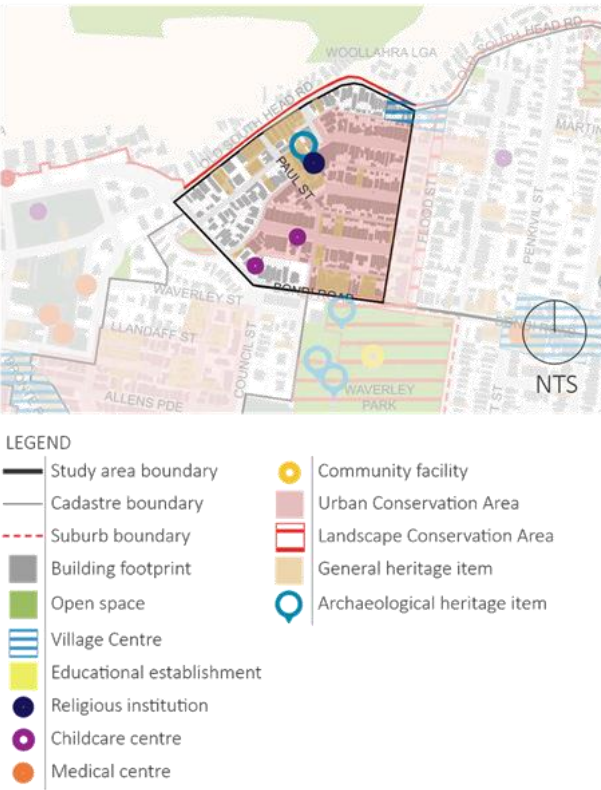 WOOLLAHRA LGA
OLD SOUTH HEAD RD
OLD SOUTH HEAD RD
MARTIN
PAUL ST
FLOOD ST
PENKIVIL ST
BONDI ROAD
WAVERLEY ST
BONDI ROAD
LLANDAFF ST
COUNCIL ST
NTS
WAVERLEY
PARK
ALLENS PDE
LEGEND
Study area boundary
Cadastre boundary
Suburb boundary
Building footprint
Open space
Village Centre
Educational establishment
Religious institution
Childcare centre
Medical centre
Community facility
Urban Conservation Area
Landscape Conservation Area
General heritage item
Archaeological heritage item